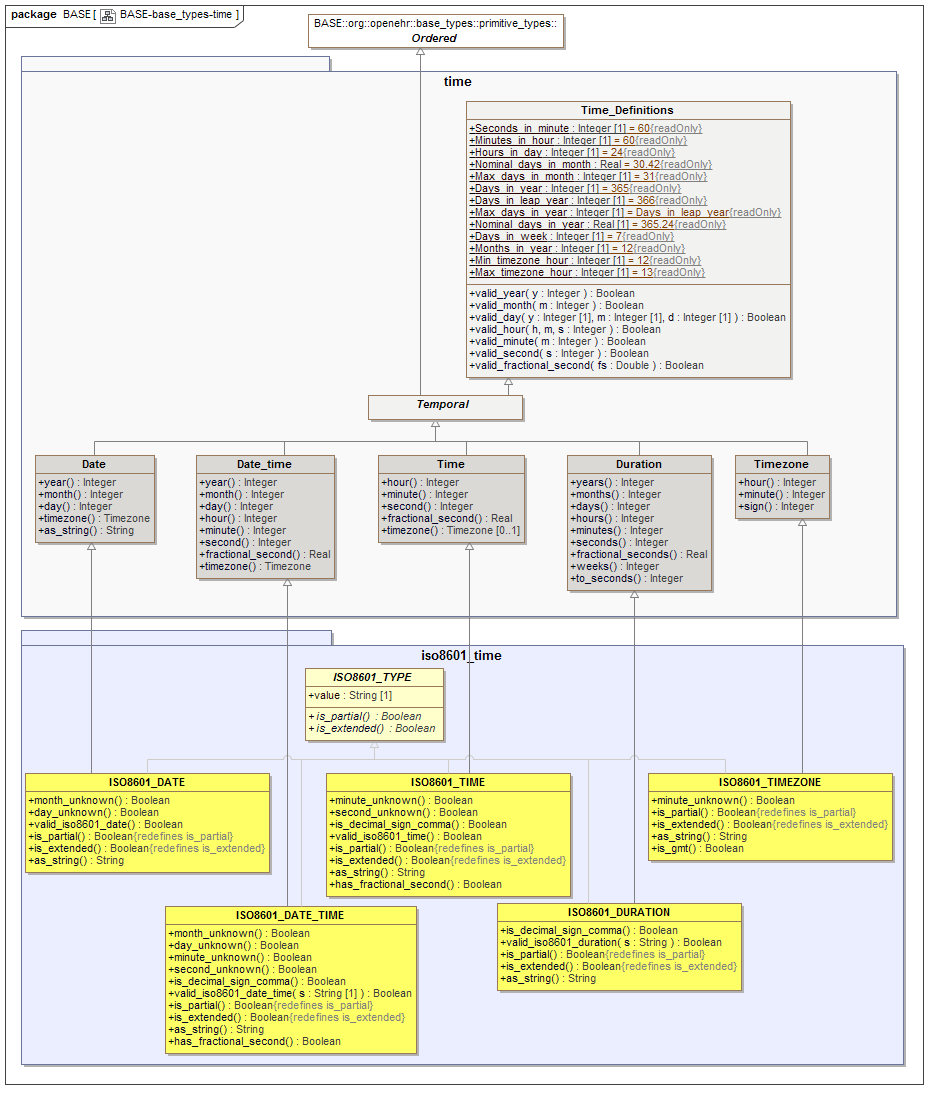 package BASE [ BASE-base_types-time ]
BASE::org::openehr::base_types::primitive_types::
Ordered
time
Time_Definitions
+Seconds_in_minute : Integer [1] = 60{readOnly}
+Minutes_in_hour : Integer [1] = 60{readOnly}
+Hours_in_day : Integer [1] = 24{readOnly}
+Nominal_days_in_month : Real = 30.42{readOnly}
+Max_days_in_month : Integer [1] = 31{readOnly}
+Days_in_year : Integer [1] = 365{readOnly}
+Days_in_leap_year : Integer [1] = 366{readOnly}
+Max_days_in_year : Integer [1] = Days_in_leap_year{readOnly}
+Nominal_days_in_year : Real [1] = 365.24{readOnly}
+Days_in_week : Integer [1] = 7{readOnly}
+Months_in_year : Integer [1] = 12{readOnly}
+Min_timezone_hour : Integer [1] = 12{readOnly}
+Max_timezone_hour : Integer [1] = 13{readOnly}
+valid_year( y : Integer ) : Boolean
+valid_month( m : Integer ) : Boolean
+valid_day( y : Integer [1], m : Integer [1], d : Integer [1] ) : Boolean
+valid_hour( h, m, s : Integer ) : Boolean
+valid_minute( m : Integer ) : Boolean
+valid_second( s : Integer ) : Boolean
+valid_fractional_second( fs : Double ) : Boolean
Temporal
Date
+year() : Integer
+month() : Integer
+day() : Integer
+timezone() : Timezone
+as_string() : String
Date_time
+year() : Integer
+month() : Integer
+day() : Integer
+hour() : Integer
+minute() : Integer
+second() : Integer
+fractional_second() : Real
+timezone() : Timezone
Time
+hour() : Integer
+minute() : Integer
+second() : Integer
+fractional_second() : Real
+timezone() : Timezone [0..1]
Duration
+years() : Integer
+months() : Integer
+days() : Integer
+hours() : Integer
+minutes() : Integer
+seconds() : Integer
+fractional_seconds() : Real
+weeks() : Integer
+to_seconds() : Integer
Timezone
+hour() : Integer
+minute() : Integer
+sign() : Integer
iso8601_time
ISO8601_TYPE
+value : String [1]
+is_partial() : Boolean
+is_extended() : Boolean
ISO8601_DATE
+month_unknown() : Boolean
+day_unknown() : Boolean
+valid_iso8601_date() : Boolean
+is_partial() : Boolean{redefines is_partial}
+is_extended() : Boolean{redefines is_extended}
+as_string() : String
ISO8601_TIME
+minute_unknown() : Boolean
+second_unknown() : Boolean
+is_decimal_sign_comma() : Boolean
+valid_iso8601_time() : Boolean
+is_partial() : Boolean{redefines is_partial}
+is_extended() : Boolean{redefines is_extended}
+as_string() : String
+has_fractional_second() : Boolean
ISO8601_TIMEZONE
+minute_unknown() : Boolean
+is_partial() : Boolean{redefines is_partial}
+is_extended() : Boolean{redefines is_extended}
+as_string() : String
+is_gmt() : Boolean
ISO8601_DATE_TIME
+month_unknown() : Boolean
+day_unknown() : Boolean
+minute_unknown() : Boolean
+second_unknown() : Boolean
+is_decimal_sign_comma() : Boolean
+valid_iso8601_date_time( s : String [1] ) : Boolean
+is_partial() : Boolean{redefines is_partial}
+is_extended() : Boolean{redefines is_extended}
+as_string() : String
+has_fractional_second() : Boolean
ISO8601_DURATION
+is_decimal_sign_comma() : Boolean
+valid_iso8601_duration( s : String ) : Boolean
+is_partial() : Boolean{redefines is_partial}
+is_extended() : Boolean{redefines is_extended}
+as_string() : String